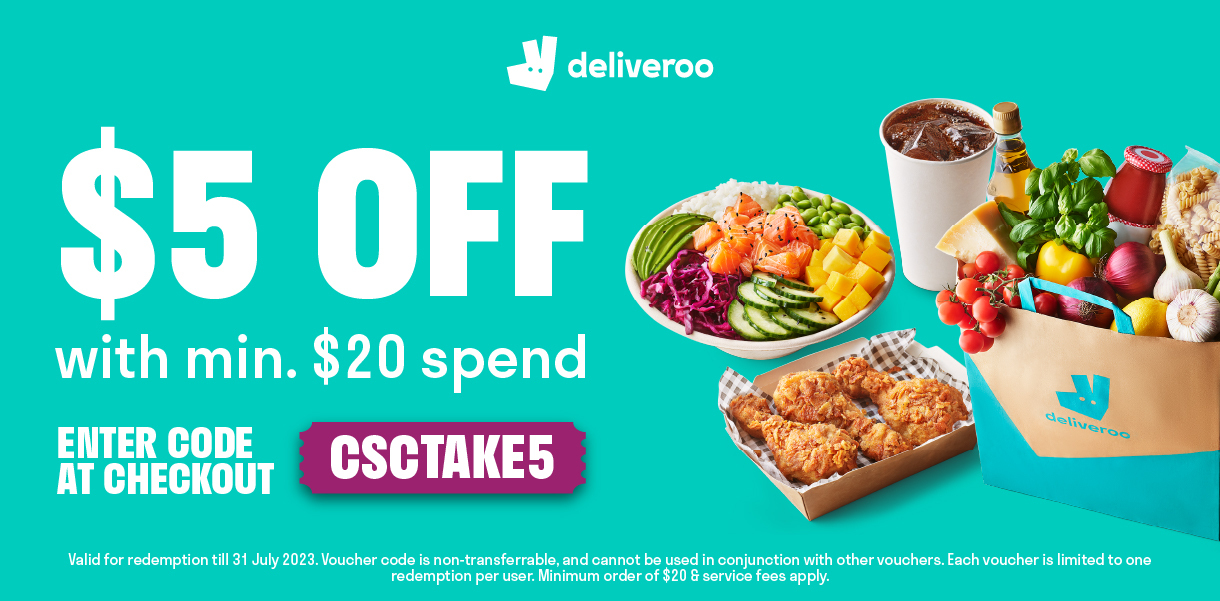 deliveroo
$5 OFF
with min. $20 spend
ENTER CODE
AT CHECKOUT
CSCTAKE5
deliveroo
Valid for redemption till 31 July 2023. Voucher code is non-transferrable, and cannot be used in conjunction with other vouchers. Each voucher is limited to one
redemption per user. Minimum order of $20 & service fees apply.